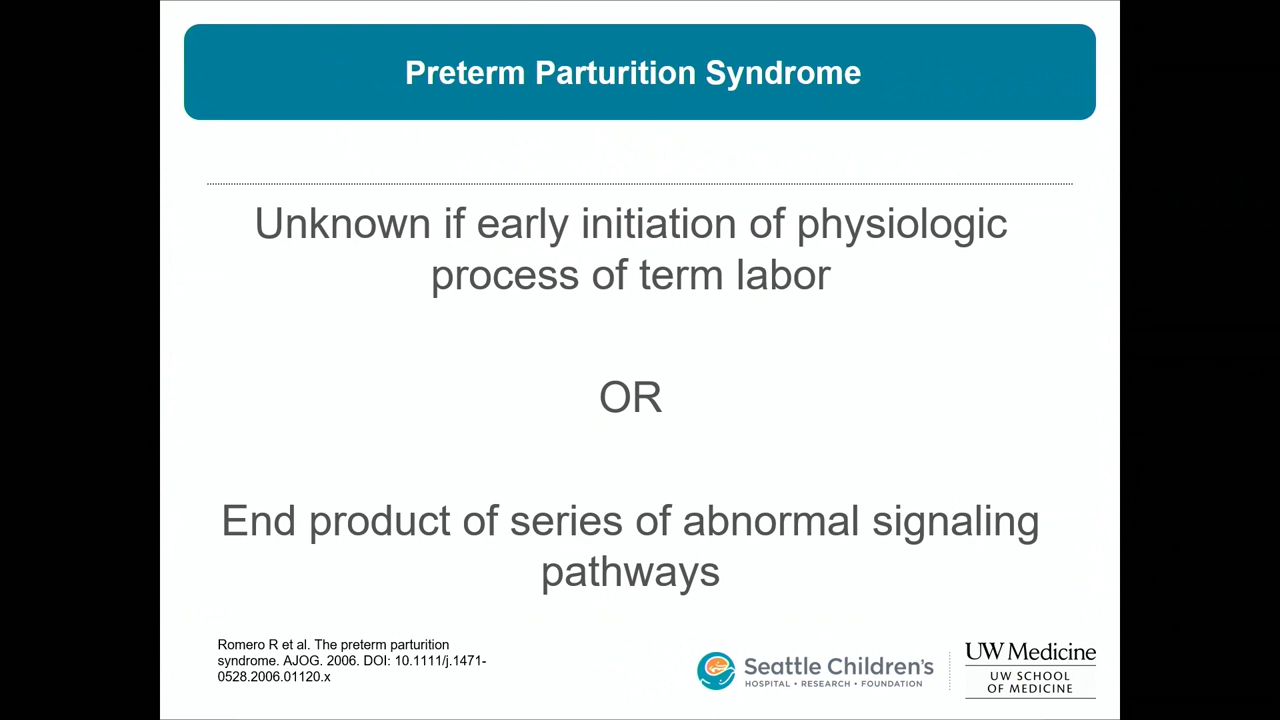 Preterm Parturition Syndrome
Unknown if early initiation of physiologic
process of term labor
OR
End product of series of abnormal signaling
pathways
Romero R et al. The preterm parturition
syndrome. AJOG. 2006. DOI: 10.1111/j.1471-
0528.2006.01120.x
Seattle Children's
HOSPITAL • RESEARCH • FOUNDATION
UW Medicine
UW SCHOOL
OF MEDICINE